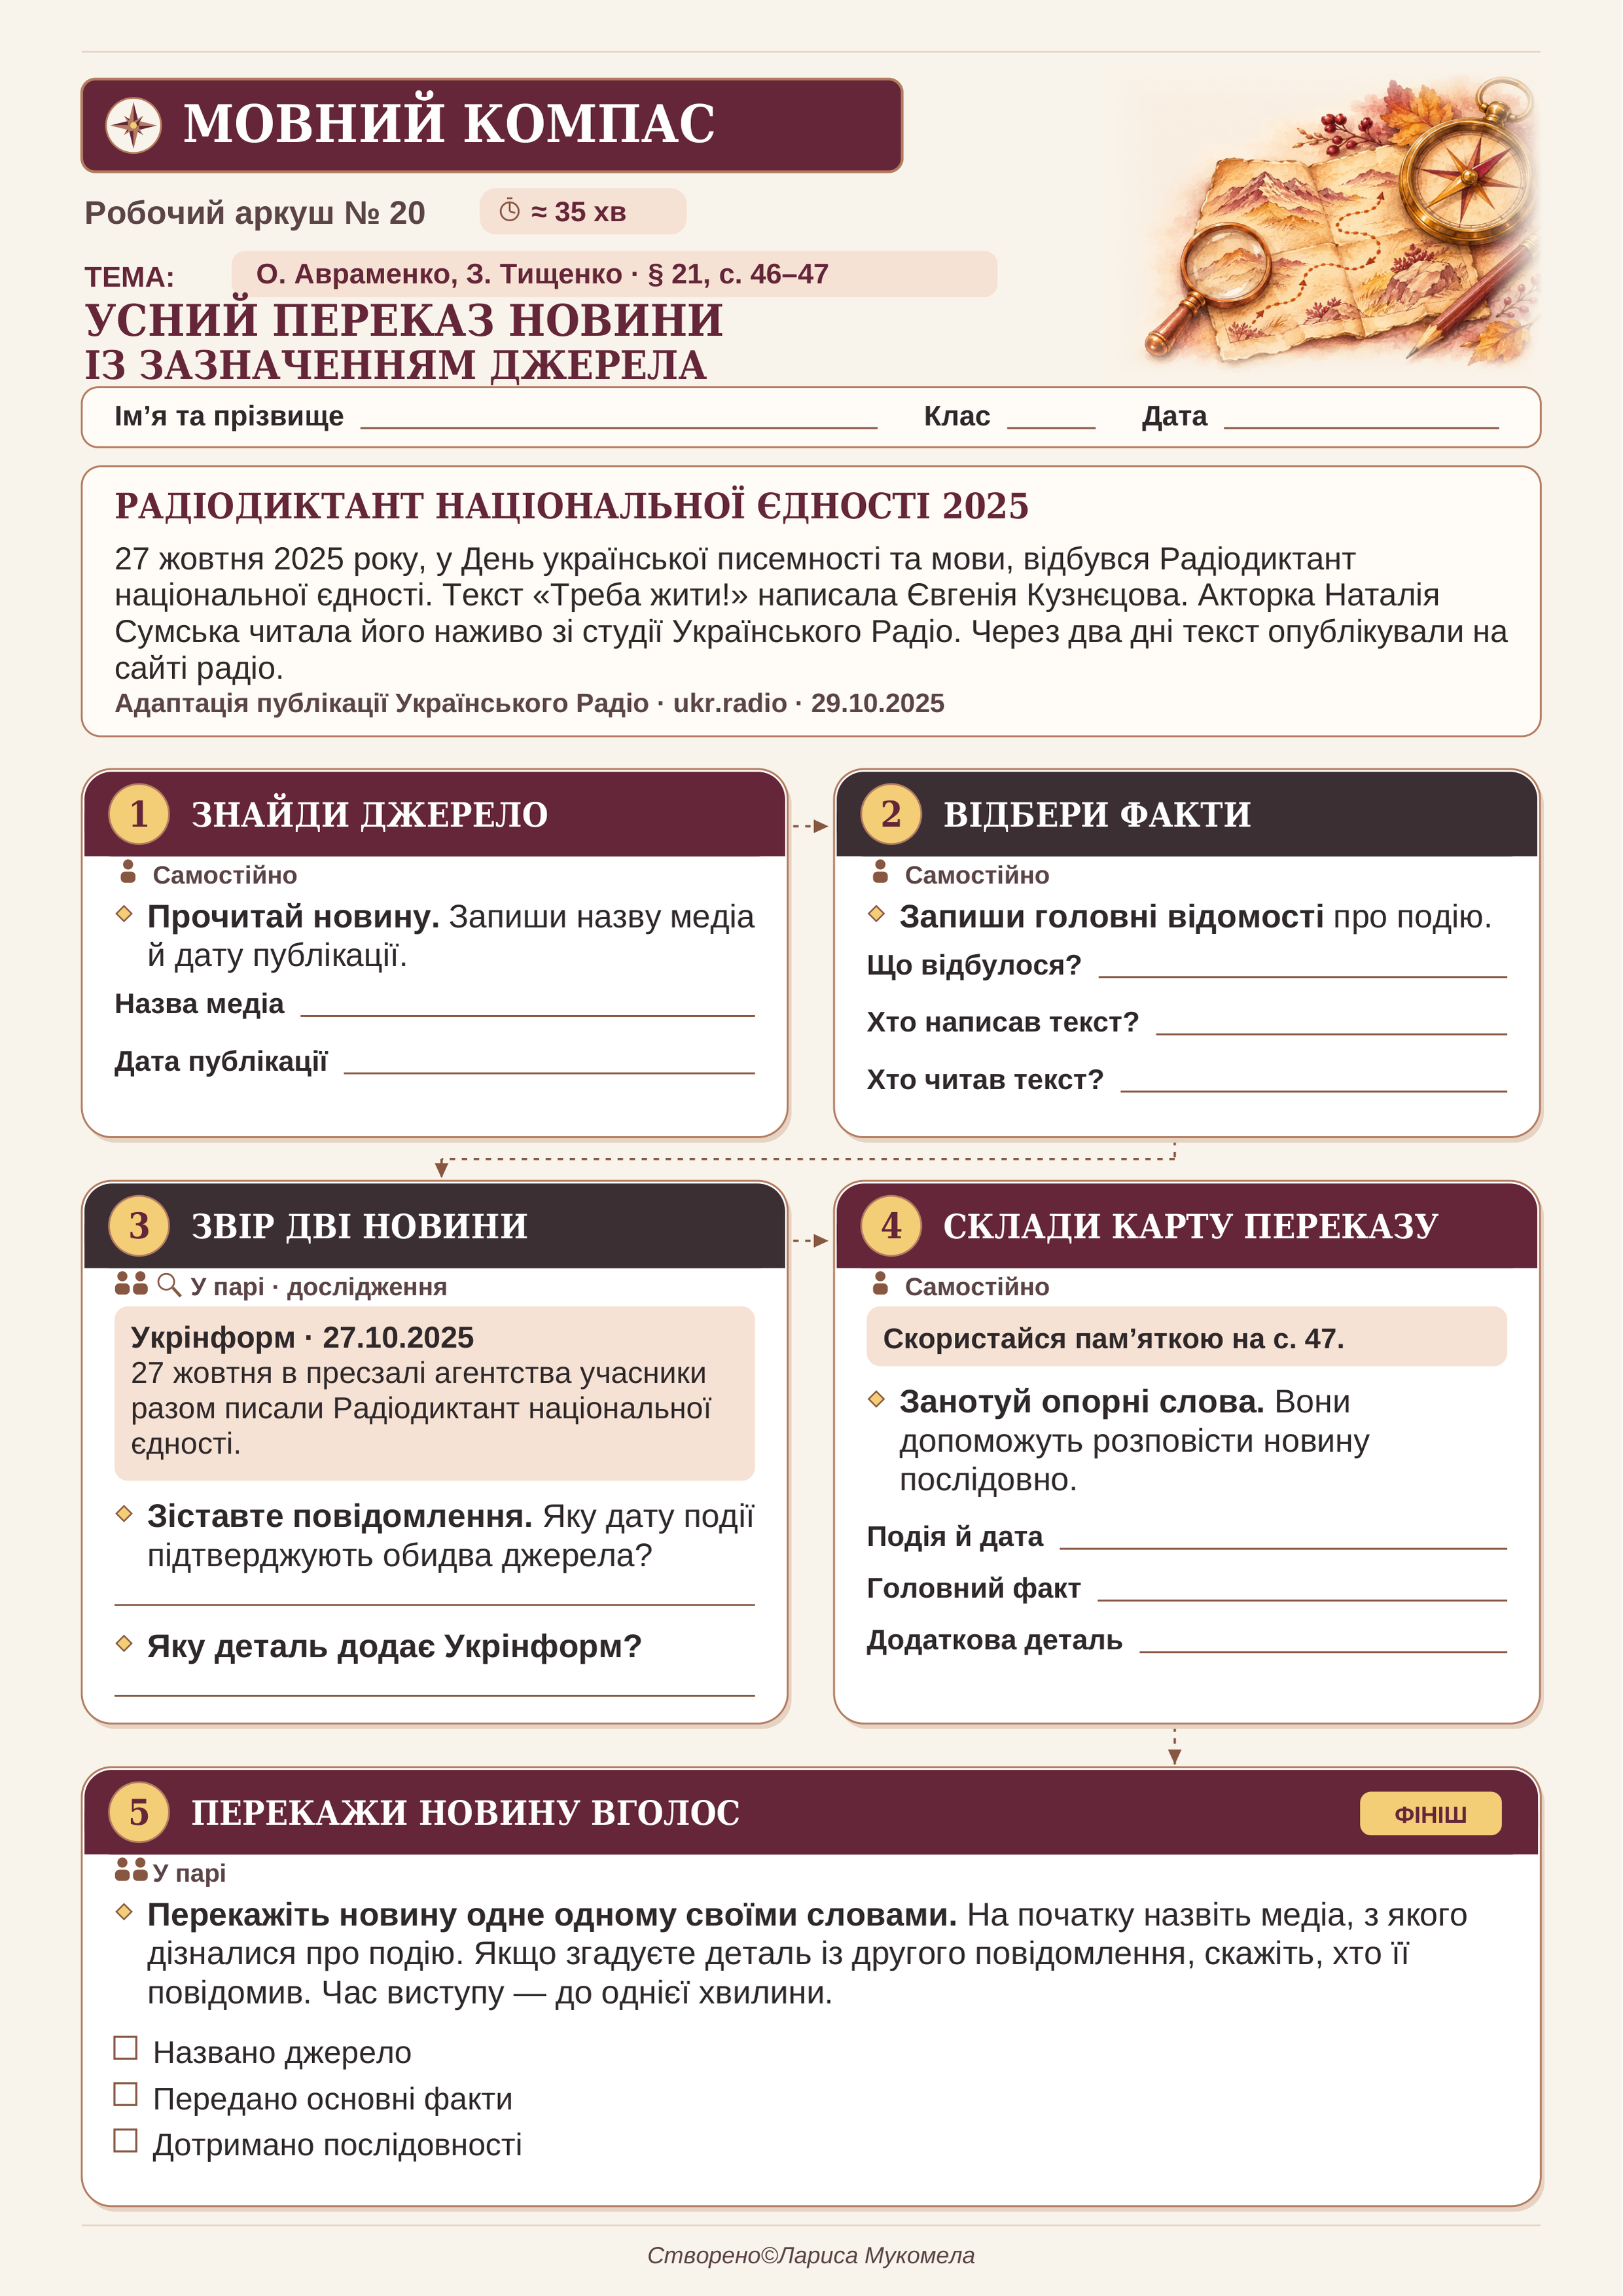 МОВНИЙ КОМПАС
Робочий аркуш № 20
≈ 35 хв
ТЕМА:
О. Авраменко, З. Тищенко · § 21, с. 46–47
УСНИЙ ПЕРЕКАЗ НОВИНИ
ІЗ ЗАЗНАЧЕННЯМ ДЖЕРЕЛА
Ім’я та прізвище
Клас
Дата
РАДІОДИКТАНТ НАЦІОНАЛЬНОЇ ЄДНОСТІ 2025
27 жовтня 2025 року, у День української писемності та мови, відбувся Радіодиктант
національної єдності. Текст «Треба жити!» написала Євгенія Кузнєцова. Акторка Наталія
Сумська читала його наживо зі студії Українського Радіо. Через два дні текст опублікували на
сайті радіо.
Адаптація публікації Українського Радіо · ukr.radio · 29.10.2025
1 ЗНАЙДИ ДЖЕРЕЛО
Самостійно
Прочитай новину. Запиши назву медіа
й дату публікації.
Назва медіа
Дата публікації
2 ВІДБЕРИ ФАКТИ
Самостійно
Запиши головні відомості про подію.
Що відбулося?
Хто написав текст?
Хто читав текст?
3 ЗВІР ДВІ НОВИНИ
У парі · дослідження
Укрінформ · 27.10.2025
27 жовтня в пресзалі агентства учасники
разом писали Радіодиктант національної
єдності.
Зіставте повідомлення. Яку дату події
підтверджують обидва джерела?
Яку деталь додає Укрінформ?
4 СКЛАДИ КАРТУ ПЕРЕКАЗУ
Самостійно
Скористайся пам’яткою на с. 47.
Занотуй опорні слова. Вони
допоможуть розповісти новину
послідовно.
Подія й дата
Головний факт
Додаткова деталь
5 ПЕРЕКАЖИ НОВИНУ ВГОЛОС
ФІНІШ
У парі
Перекажіть новину одне одному своїми словами. На початку назвіть медіа, з якого
дізналися про подію. Якщо згадуєте деталь із другого повідомлення, скажіть, хто її
повідомив. Час виступу — до однієї хвилини.
Названо джерело
Передано основні факти
Дотримано послідовності
Створено©Лариса Мукомела